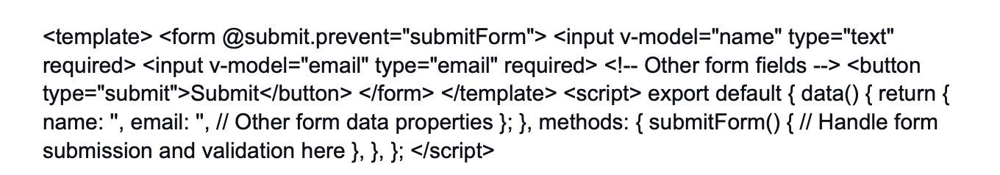 <template> <form @submit.prevent="submitForm"> <input v-model="name" type="text"
required> <input v-model="email" type="email" required> <!-- Other form fields --> <button
type="submit">Submit</button> </form> </template> <script> export default { data() { return {
name: '', email: '', // Other form data properties }; }, methods: { submitForm() { // Handle form
submission and validation here }, }, }; </script>